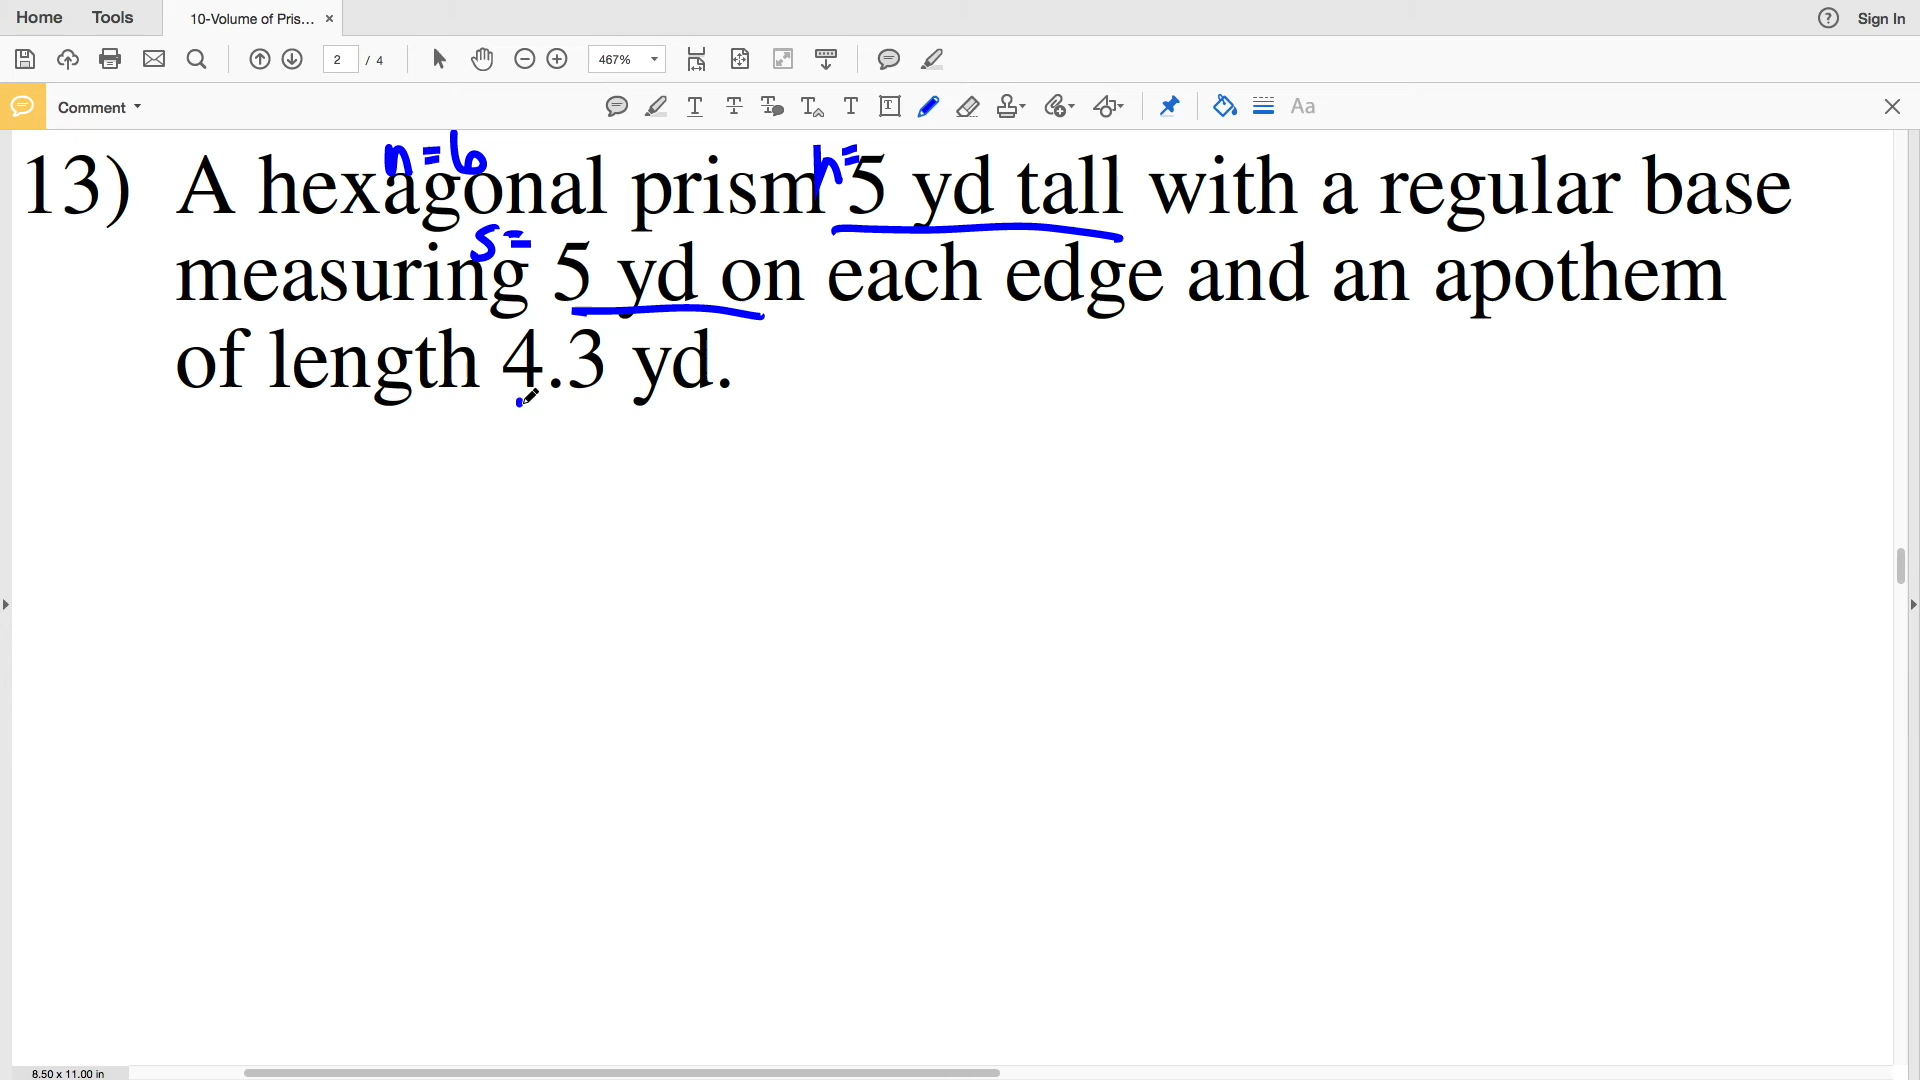 Home Tools 10-Volume of Pris... × Sign In
2 / 4 467%
Comment Aa
n=6 h=
13) A hexagonal prism 5 yd tall with a regular base
s=
measuring 5 yd on each edge and an apothem
of length 4.3 yd.
8.50 x 11.00 in